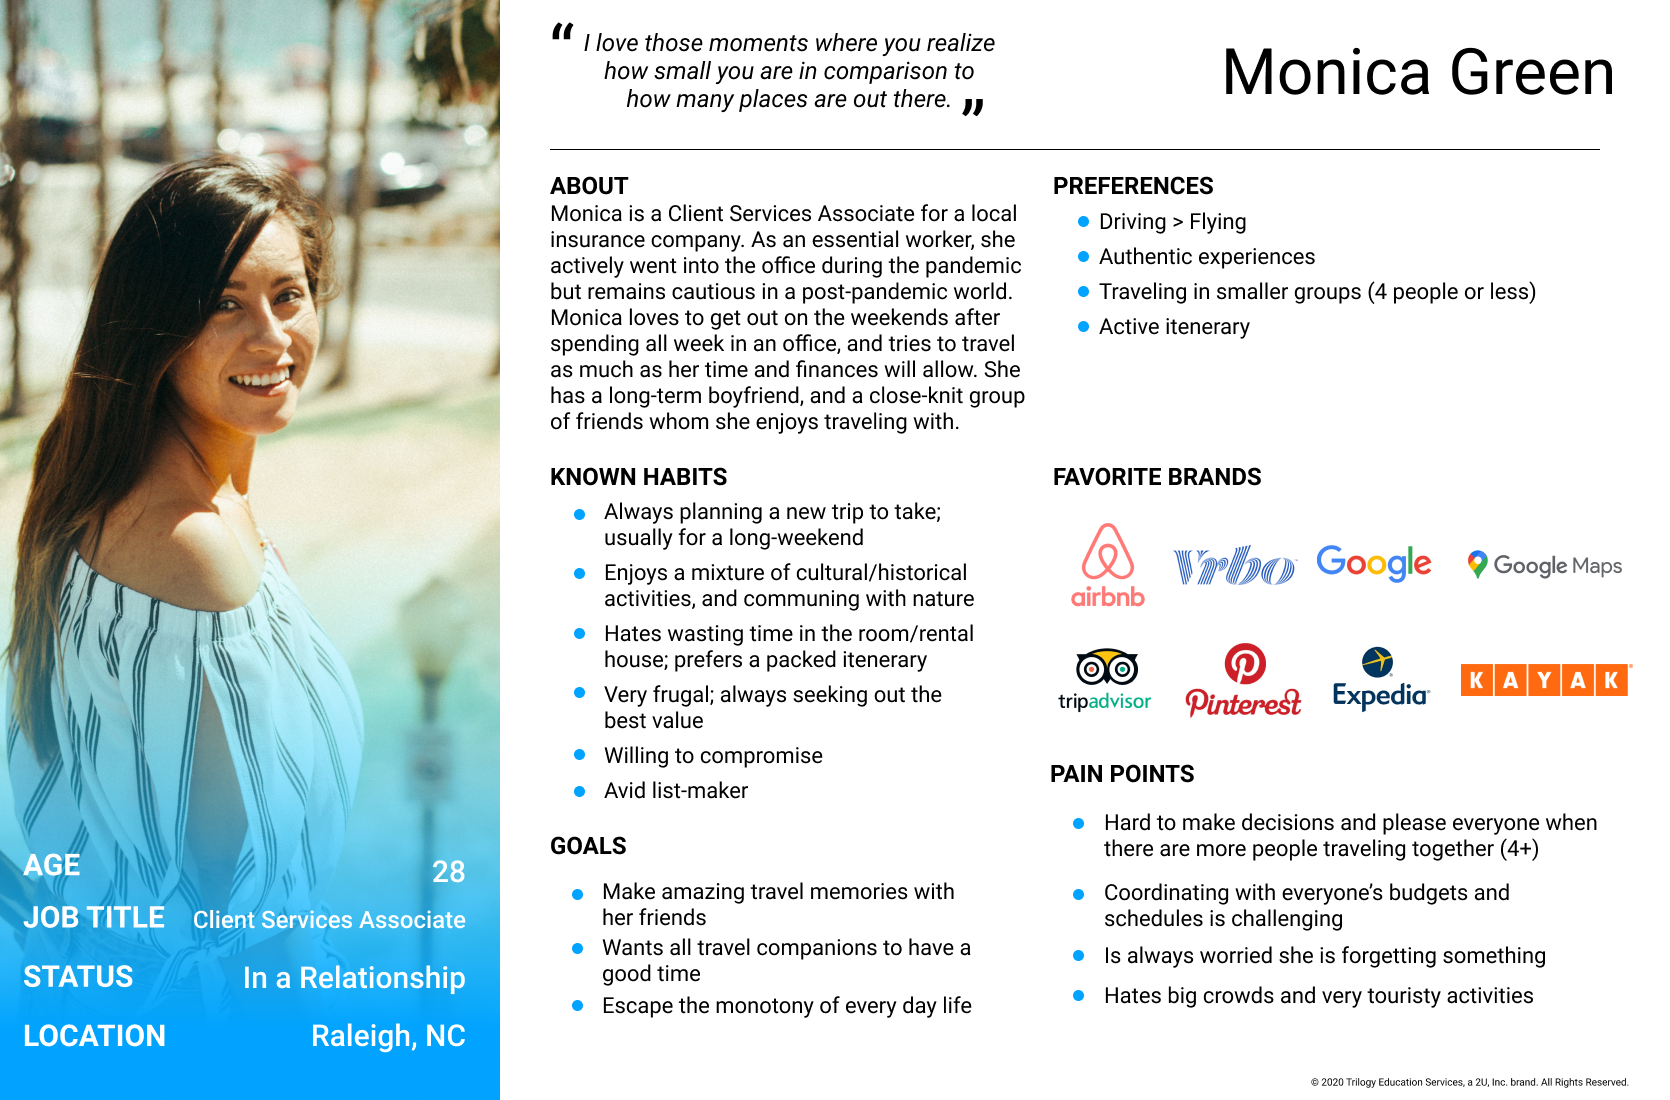 “ I love those moments where you realize
how small you are in comparison to
how many places are out there. ”
Monica Green
ABOUT
Monica is a Client Services Associate for a local
insurance company. As an essential worker, she
actively went into the office during the pandemic
but remains cautious in a post-pandemic world.
Monica loves to get out on the weekends after
spending all week in an office, and tries to travel
as much as her time and finances will allow. She
has a long-term boyfriend, and a close-knit group
of friends whom she enjoys traveling with.
PREFERENCES
Driving > Flying
Authentic experiences
Traveling in smaller groups (4 people or less)
Active itenerary
KNOWN HABITS
Always planning a new trip to take;
usually for a long-weekend
Enjoys a mixture of cultural/historical
activities, and communing with nature
Hates wasting time in the room/rental
house; prefers a packed itenerary
Very frugal; always seeking out the
best value
Willing to compromise
Avid list-maker
FAVORITE BRANDS
airbnb
Vrbo
Google
Google Maps
tripadvisor
Pinterest
Expedia
KAYAK
GOALS
Make amazing travel memories with
her friends
Wants all travel companions to have a
good time
Escape the monotony of every day life
PAIN POINTS
Hard to make decisions and please everyone when
there are more people traveling together (4+)
Coordinating with everyone’s budgets and
schedules is challenging
Is always worried she is forgetting something
Hates big crowds and very touristy activities
AGE 28
JOB TITLE Client Services Associate
STATUS In a Relationship
LOCATION Raleigh, NC
© 2020 Trilogy Education Services, a 2U, Inc. brand. All Rights Reserved.